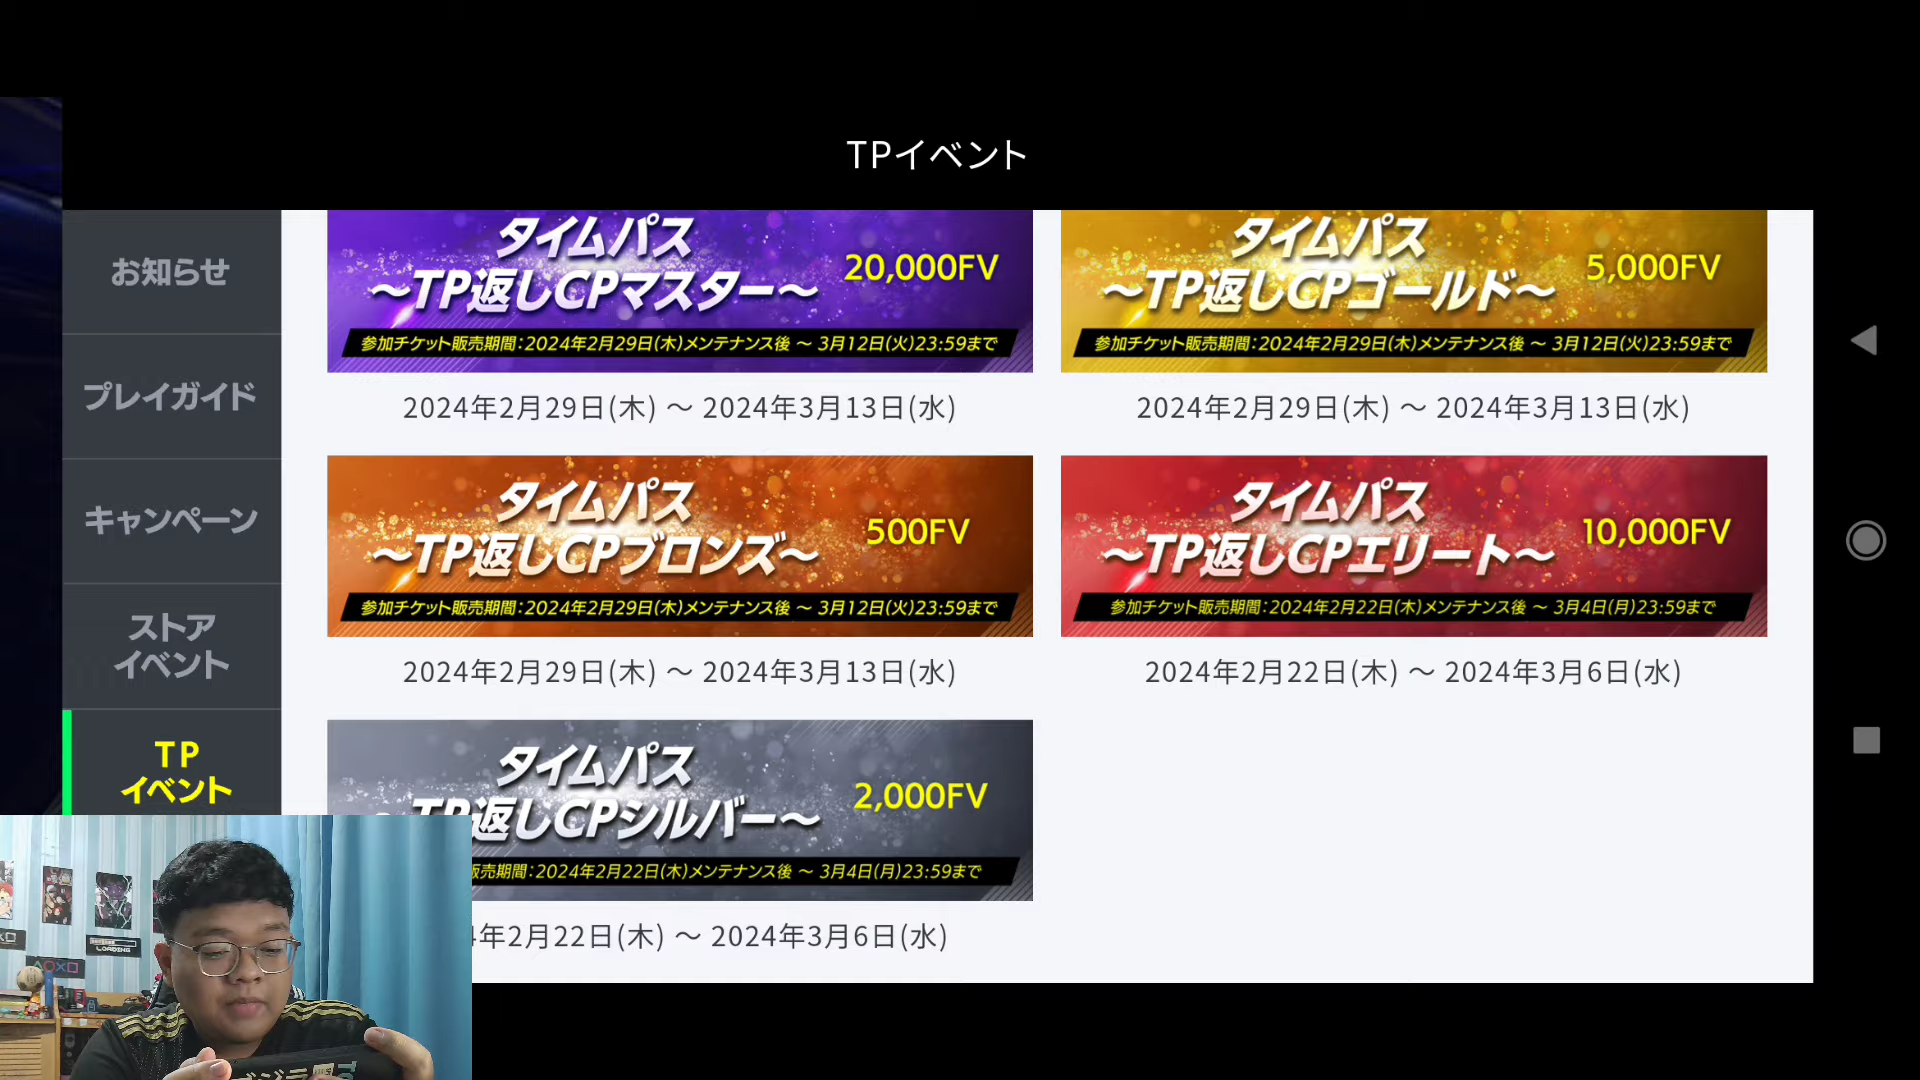 TPイベント
お知らせ
プレイガイド
キャンペーン
ストア
イベント
TP
イベント
タイムパス
～TP返しCPマスター～
20,000FV
参加チケット販売期間：2024年2月29日(木)メンテナンス後 ～ 3月12日(火)23:59まで
2024年2月29日(木) ～ 2024年3月13日(水)
タイムパス
～TP返しCPゴールド～
5,000FV
参加チケット販売期間：2024年2月29日(木)メンテナンス後 ～ 3月12日(火)23:59まで
2024年2月29日(木) ～ 2024年3月13日(水)
タイムパス
～TP返しCPブロンズ～
500FV
参加チケット販売期間：2024年2月29日(木)メンテナンス後 ～ 3月12日(火)23:59まで
2024年2月29日(木) ～ 2024年3月13日(水)
タイムパス
～TP返しCPエリート～
10,000FV
参加チケット販売期間：2024年2月22日(木)メンテナンス後 ～ 3月4日(月)23:59まで
2024年2月22日(木) ～ 2024年3月6日(水)
タイムパス
TP返しCPシルバー～
2,000FV
販売期間：2024年2月22日(木)メンテナンス後 ～ 3月4日(月)23:59まで
年2月22日(木) ～ 2024年3月6日(水)
LOADING